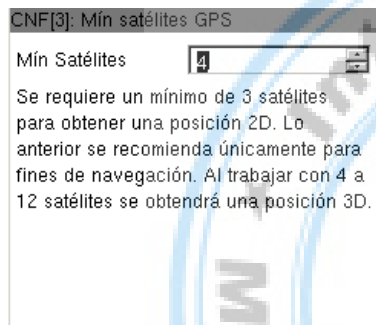 CNF[3]: Mín satélites GPS
Mín Satélites 4
Se requiere un mínimo de 3 satélites
para obtener una posición 2D. Lo
anterior se recomienda únicamente para
fines de navegación. Al trabajar con 4 a
12 satélites se obtendrá una posición 3D.